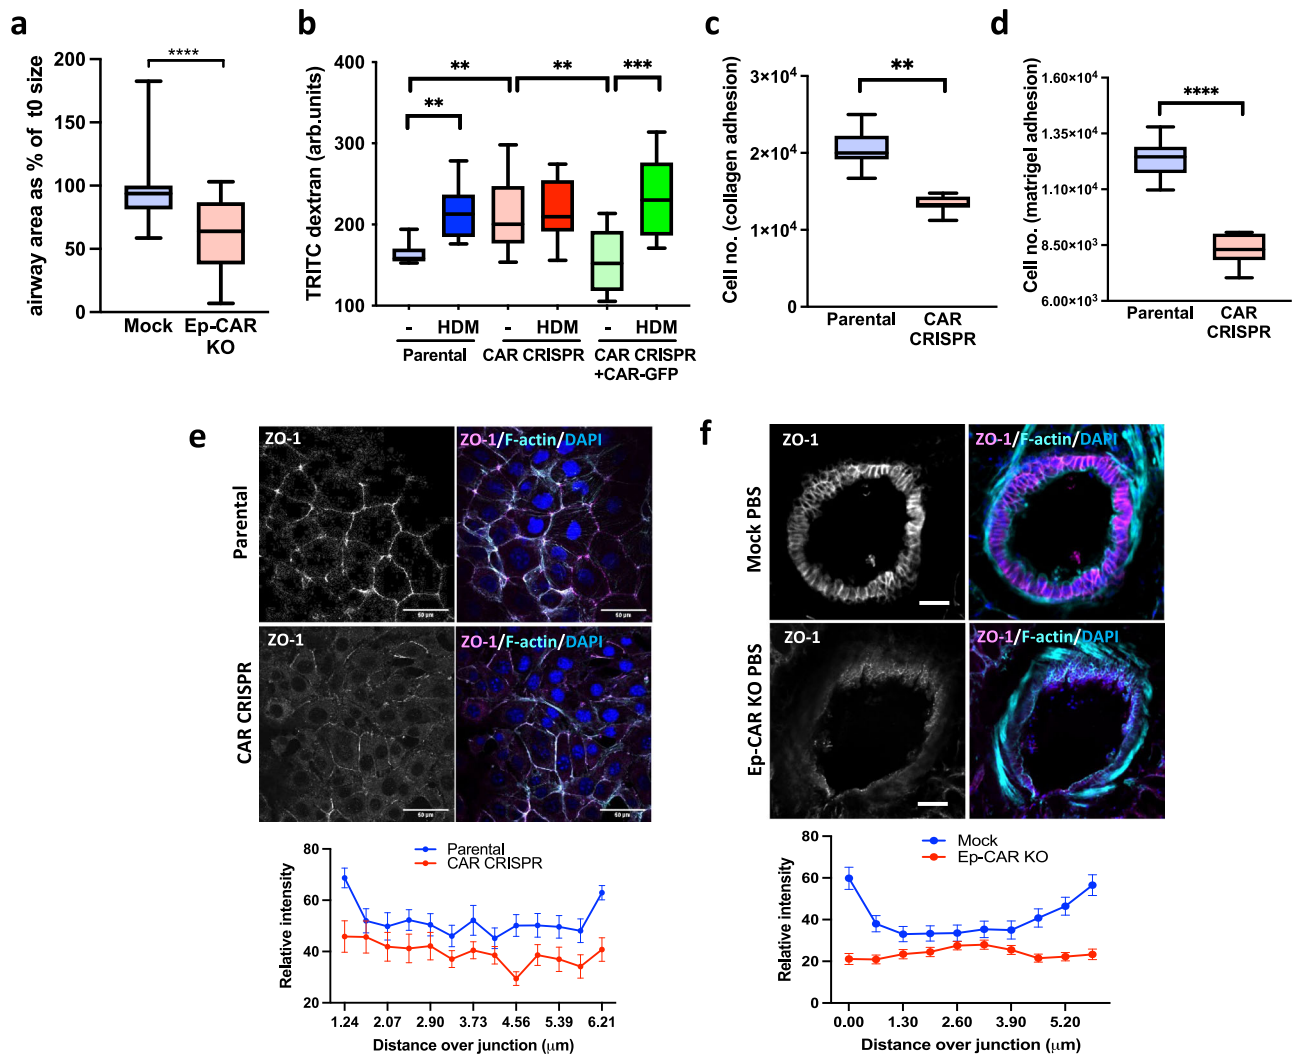 a
airway area as % of t0 size
200
150
100
50
0
****
Mock
Ep-CAR
KO
b
TRITC dextran (arb.units)
400
300
200
100
**
**
**
***
-
HDM
-
HDM
-
HDM
Parental
CAR CRISPR
CAR CRISPR
+CAR-GFP
c
Cell no. (collagen adhesion)
3×10⁴
2×10⁴
1×10⁴
0
**
Parental
CAR
CRISPR
d
Cell no. (matrigel adhesion)
1.60×10⁴
1.35×10⁴
1.10×10⁴
8.50×10³
6.00×10³
****
Parental
CAR
CRISPR
e
Parental
ZO-1
50 µm
ZO-1/F-actin/DAPI
50 µm
CAR CRISPR
ZO-1
50 µm
ZO-1/F-actin/DAPI
50 µm
Relative intensity
80
60
40
20
Parental
CAR CRISPR
1.24
2.07
2.90
3.73
4.56
5.39
6.21
Distance over junction (μm)
f
Mock PBS
ZO-1
ZO-1/F-actin/DAPI
Ep-CAR KO PBS
ZO-1
ZO-1/F-actin/DAPI
Relative intensity
80
60
40
20
0
Mock
Ep-CAR KO
0.00
1.30
2.60
3.90
5.20
Distance over junction (μm)